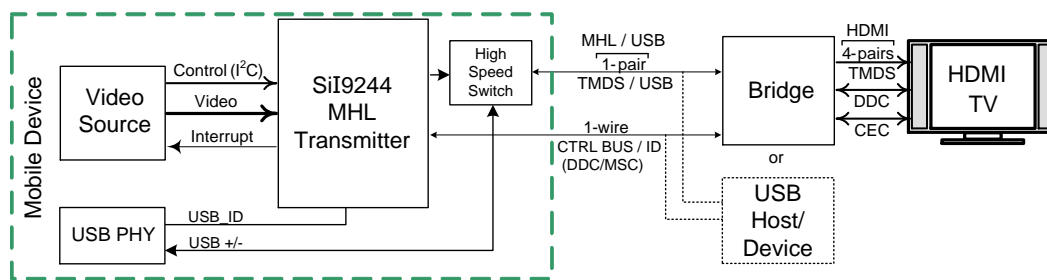 Mobile Device
Video
Source
Control (I²C)
Video
Interrupt
SiI9244
MHL
Transmitter
High
Speed
Switch
USB PHY
USB_ID
USB +/-
MHL / USB
1-pair
TMDS / USB
1-wire
CTRL BUS / ID
(DDC/MSC)
Bridge
or
USB
Host/
Device
HDMI
4-pairs
TMDS
DDC
CEC
HDMI
TV